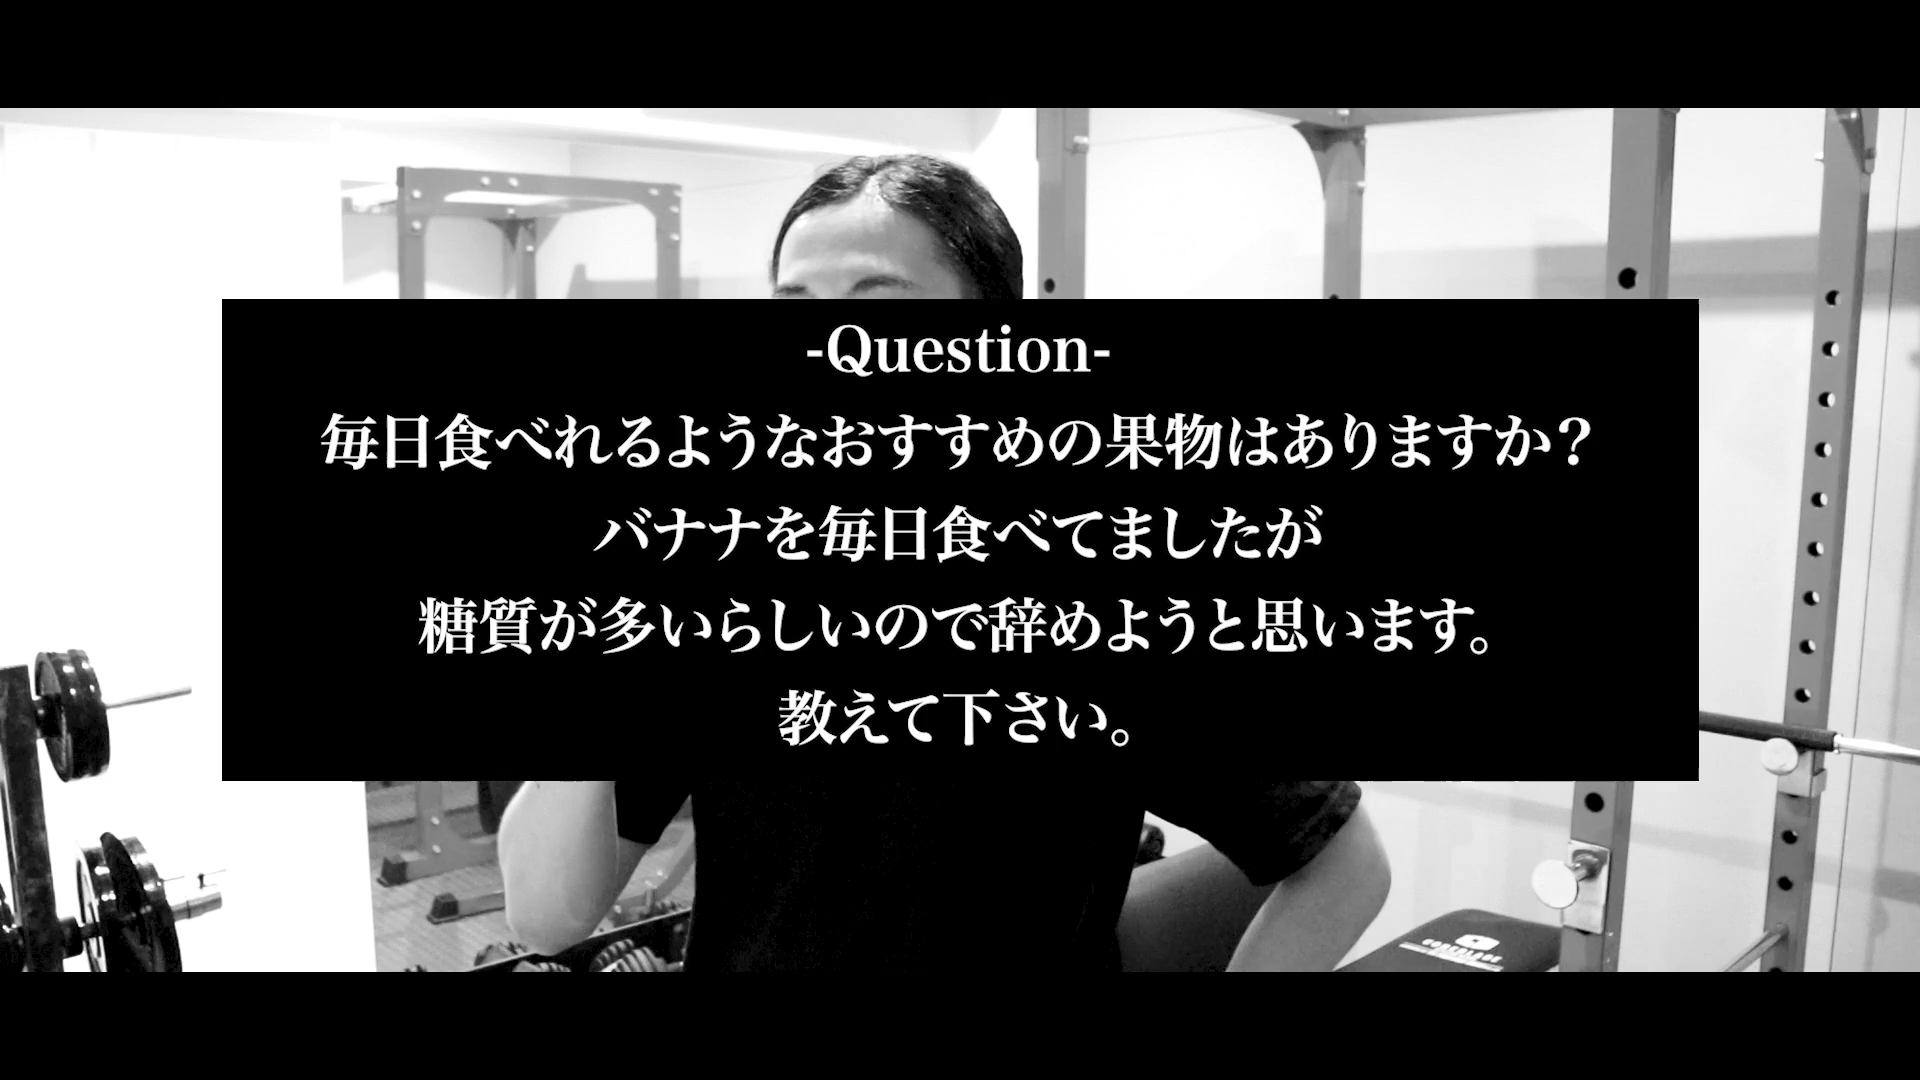 -Question-
毎日食べれるようなおすすめの果物はありますか？
バナナを毎日食べてましたが
糖質が多いらしいので辞めようと思います。
教えて下さい。